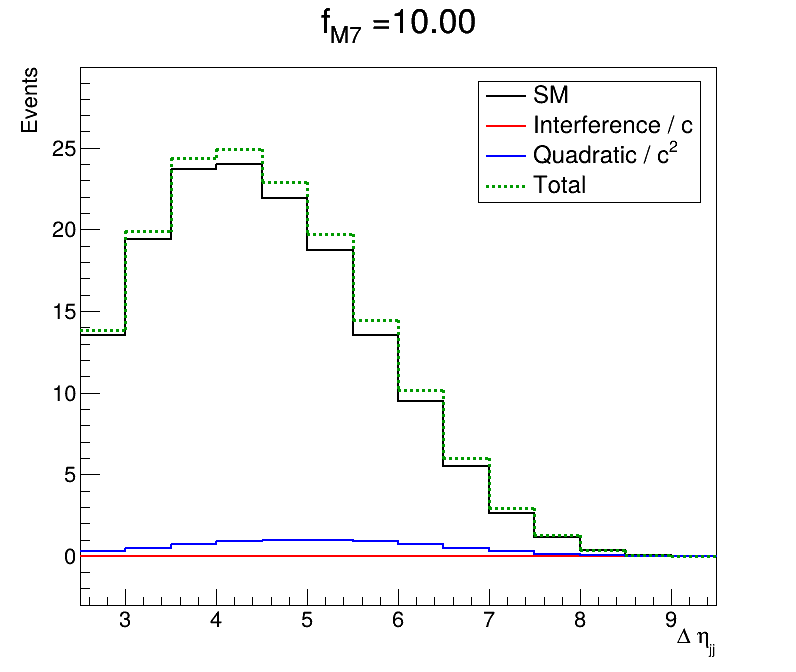 f_M7 =10.00
Events
SM
Interference / c
Quadratic / c²
Total
25
20
15
10
5
0
3 4 5 6 7 8 9
Δ η_jj